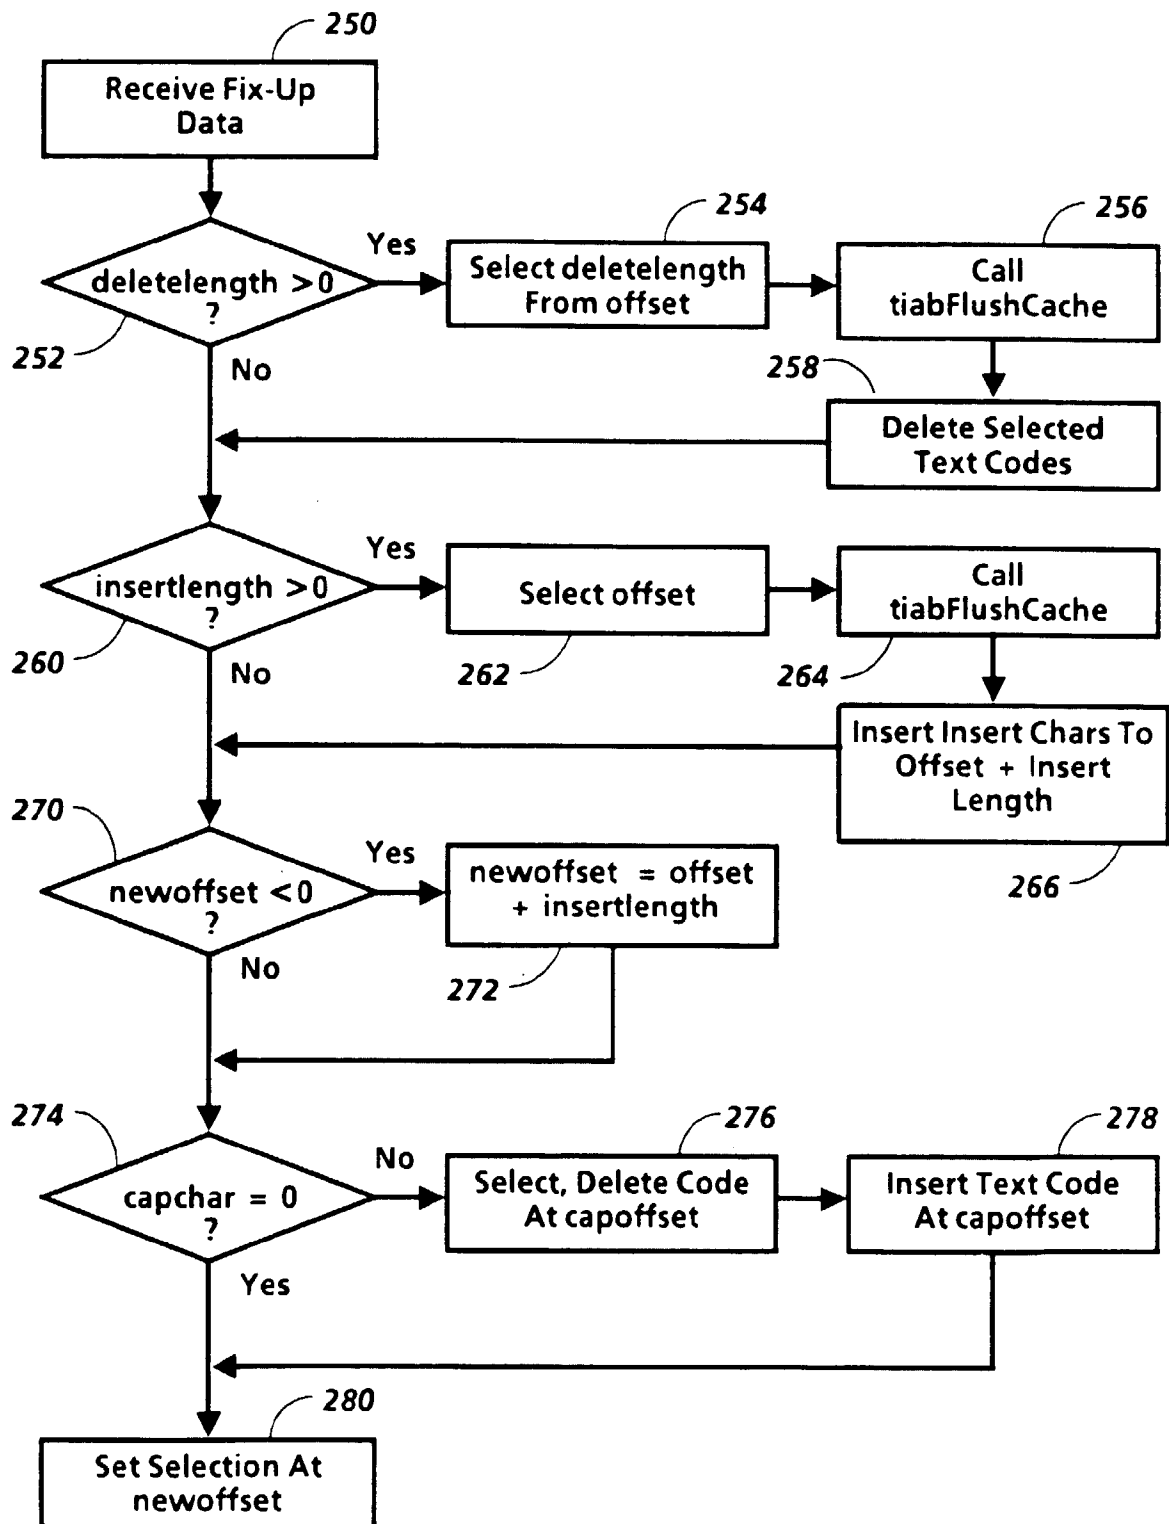 250
Receive Fix-Up
Data
254
256
Yes
deletelength >0
?
Select deletelength
From offset
Call
tiabFlushCache
252
No
258
Delete Selected
Text Codes
Yes
insertlength >0
?
Select offset
Call
tiabFlushCache
260
No
262
264
Insert Insert Chars To
Offset + Insert
Length
270
Yes
newoffset <0
?
newoffset = offset
+ insertlength
266
No
272
274
276
278
No
capchar = 0
?
Select, Delete Code
At capoffset
Insert Text Code
At capoffset
Yes
280
Set Selection At
newoffset